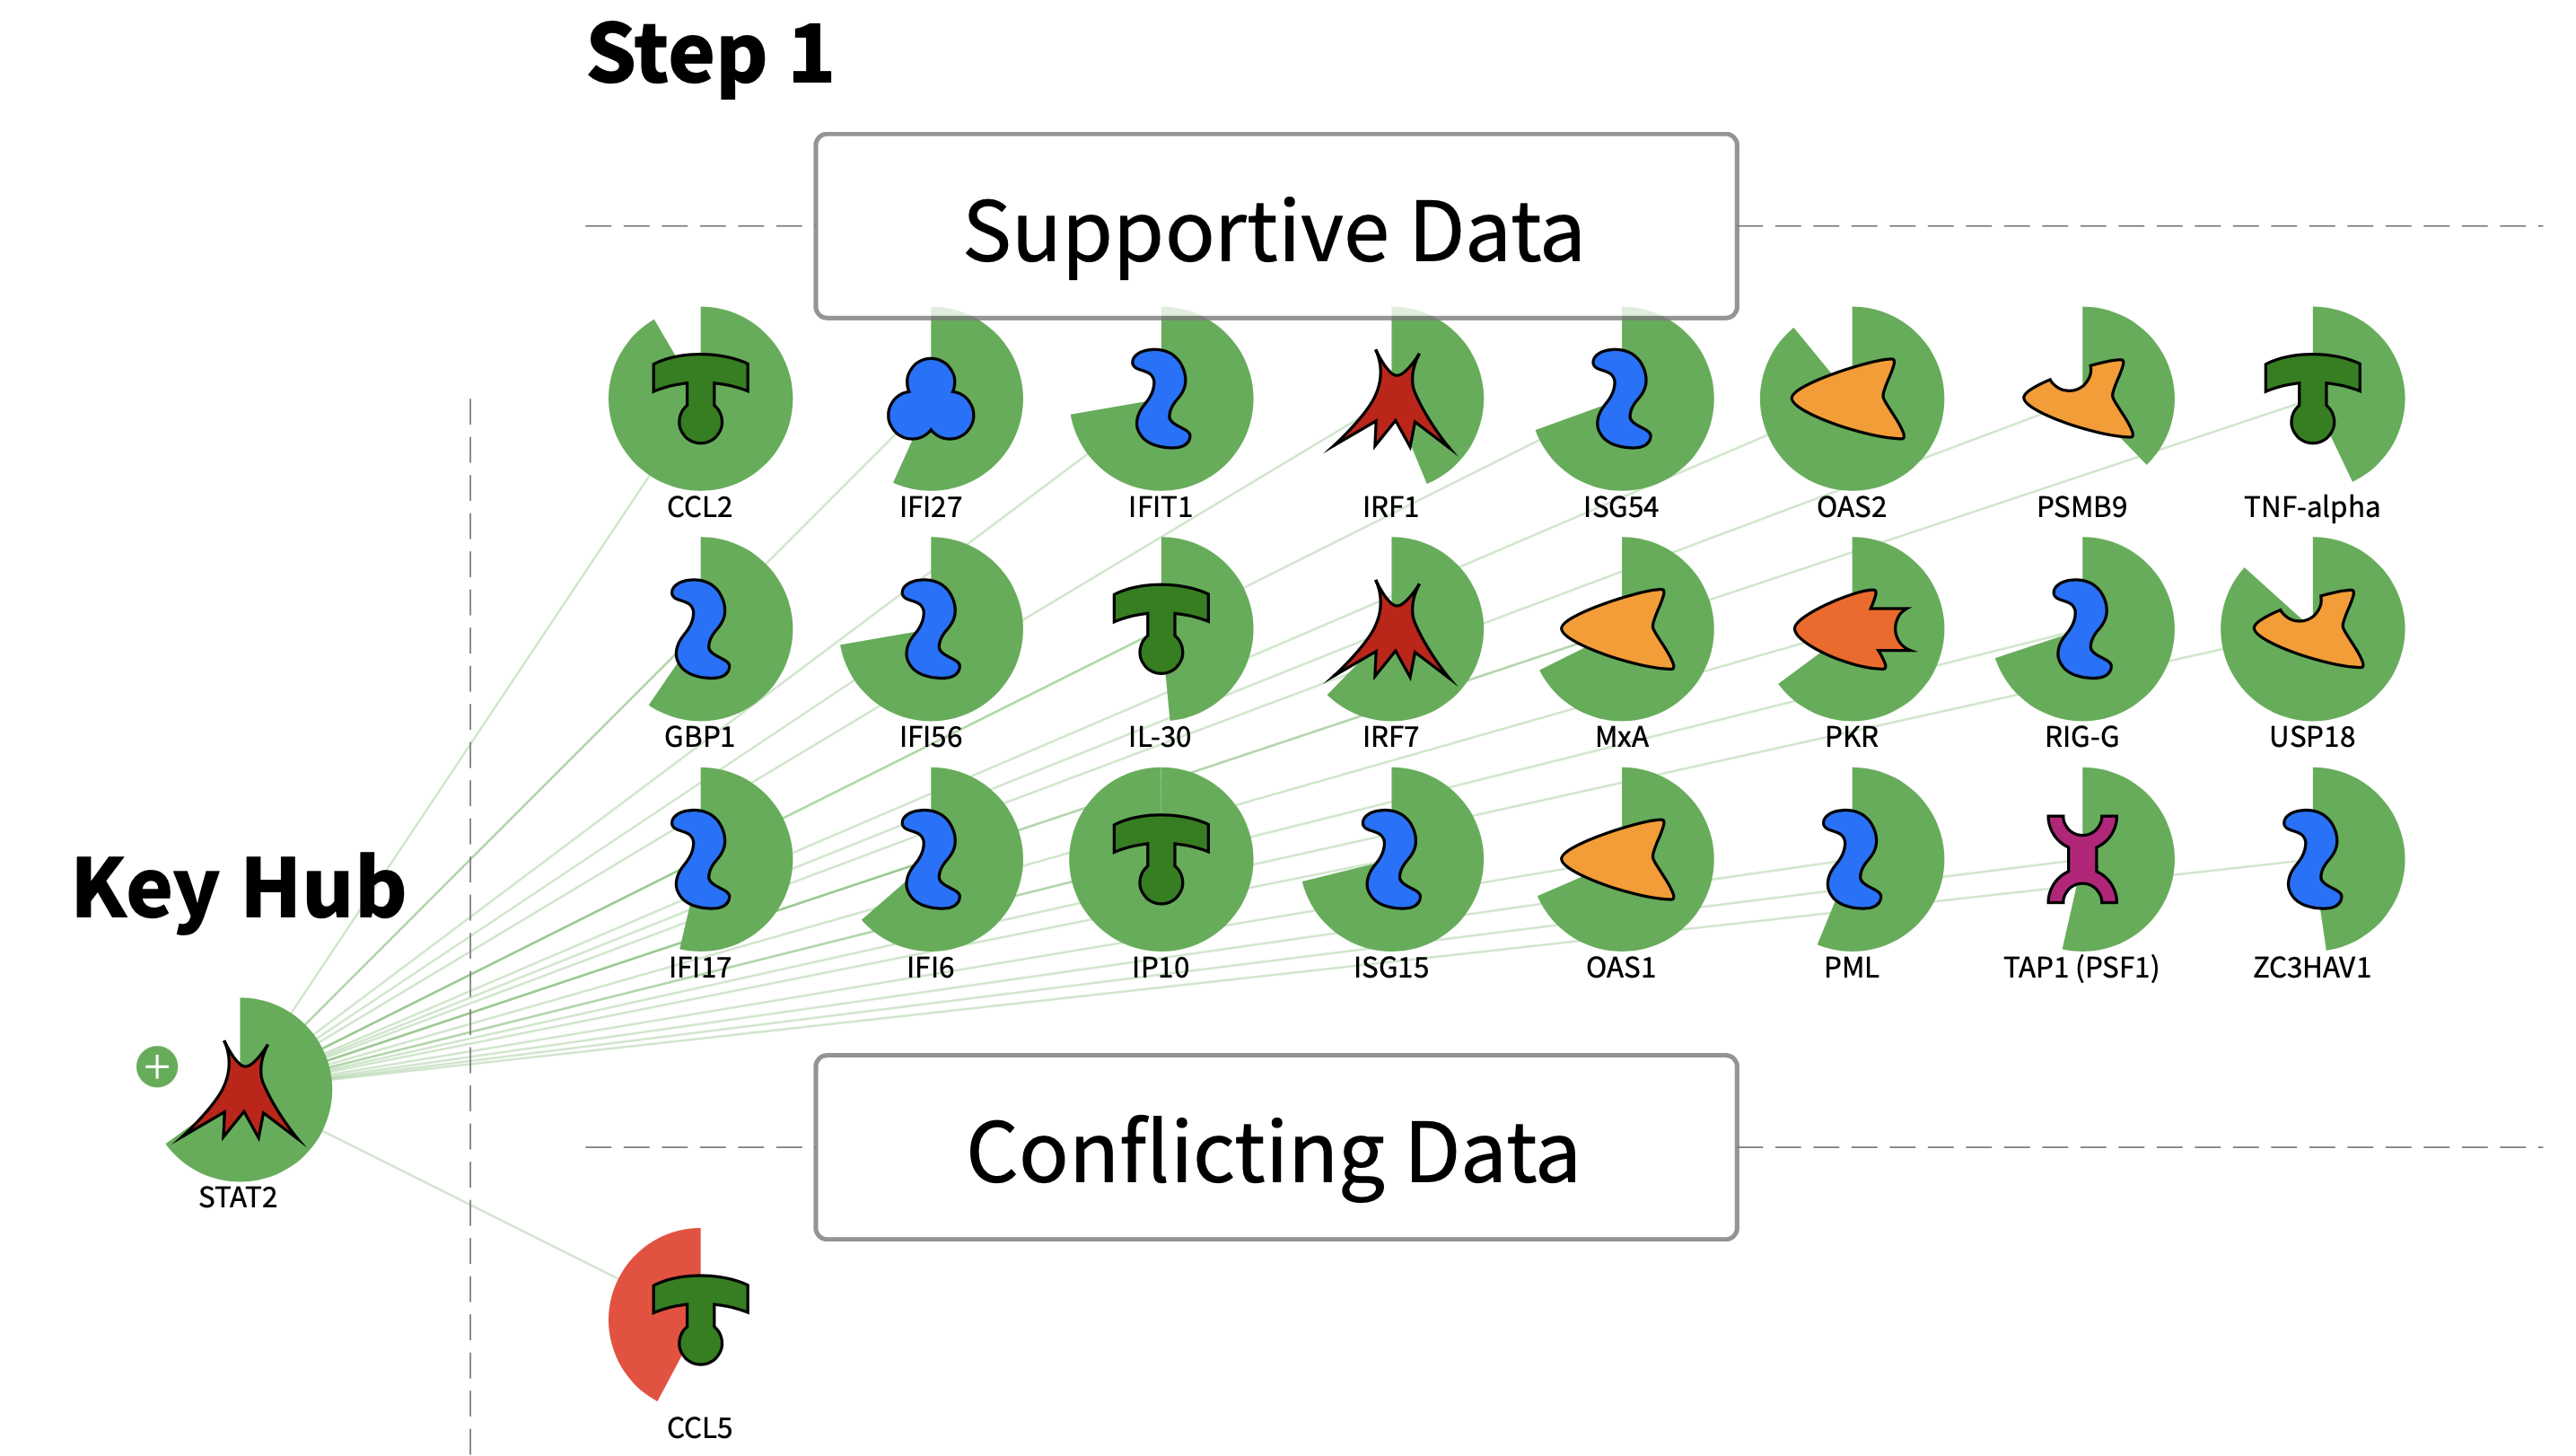 Step 1
Supportive Data
CCL2 IFI27 IFIT1 IRF1 ISG54 OAS2 PSMB9 TNF-alpha
GBP1 IFI56 IL-30 IRF7 MxA PKR RIG-G USP18
Key Hub
IFI17 IFI6 IP10 ISG15 OAS1 PML TAP1 (PSF1) ZC3HAV1
STAT2
Conflicting Data
CCL5